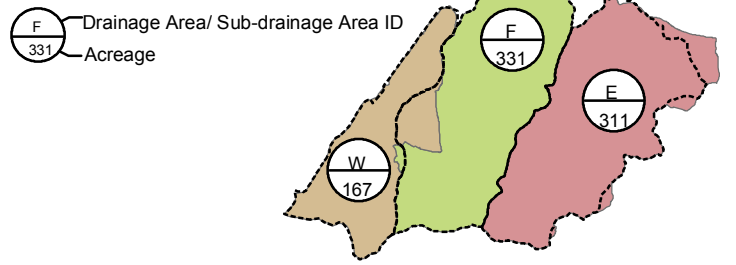 F
331
Drainage Area/ Sub-drainage Area ID
Acreage
F
331
E
311
W
167